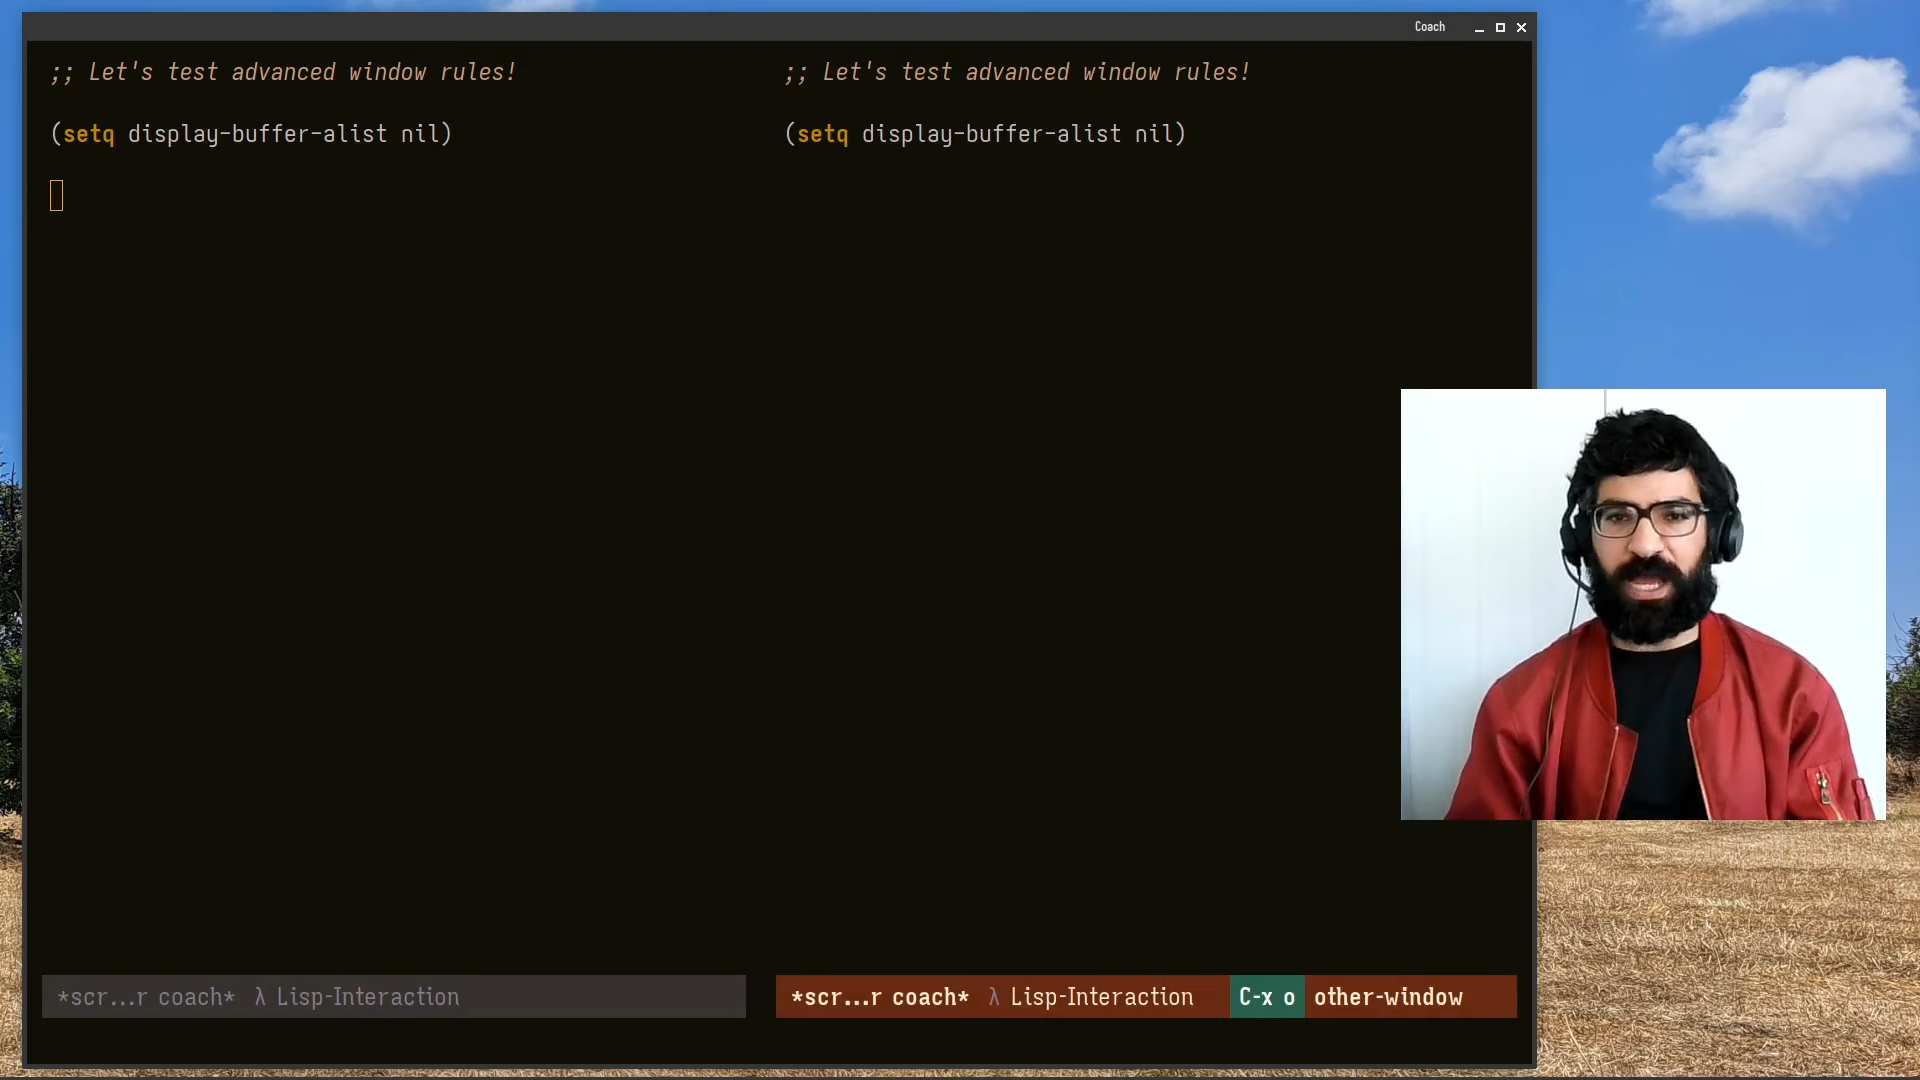 Coach
;; Let's test advanced window rules!
(setq display-buffer-alist nil)
;; Let's test advanced window rules!
(setq display-buffer-alist nil)
*scr...r coach* λ Lisp-Interaction
*scr...r coach* λ Lisp-Interaction C-x o other-window